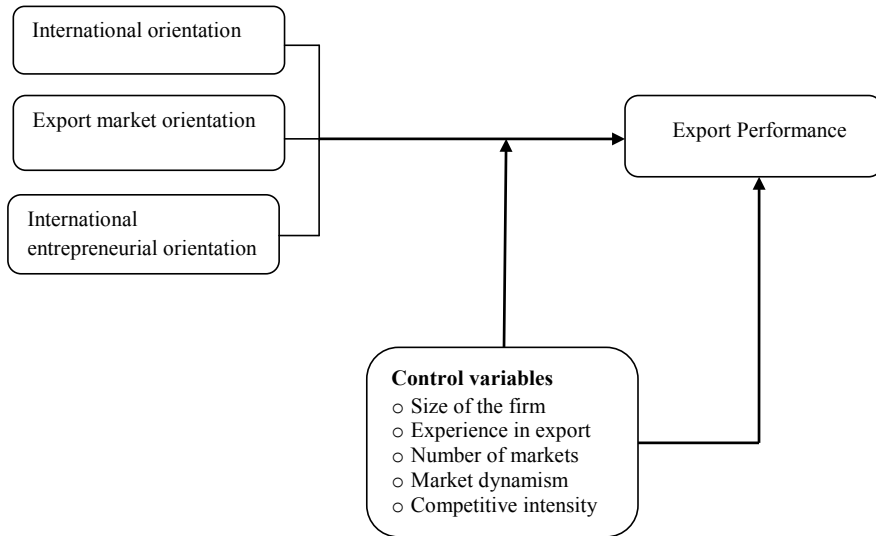 International orientation
Export market orientation
Export Performance
International
entrepreneurial orientation
Control variables
○ Size of the firm
○ Experience in export
○ Number of markets
○ Market dynamism
○ Competitive intensity